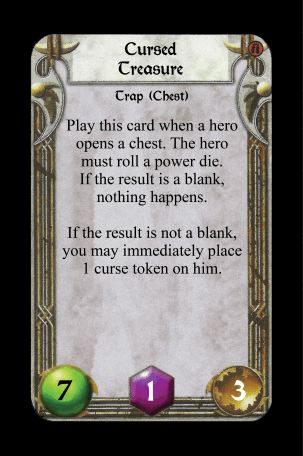 Cursed
Treasure
Trap (Chest)
Play this card when a hero
opens a chest. The hero
must roll a power die.
If the result is a blank,
nothing happens.
If the result is not a blank,
you may immediately place
1 curse token on him.
7
1
3